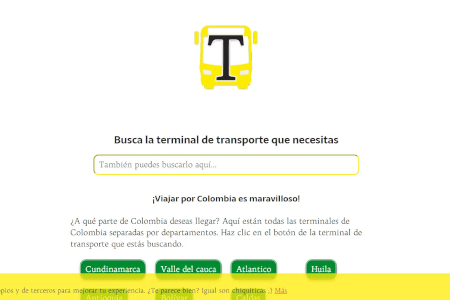 T
Busca la terminal de transporte que necesitas
También puedes buscarlo aquí...
¡Viajar por Colombia es maravilloso!
¿A qué parte de Colombia deseas llegar? Aquí están todas las terminales de
Colombia separadas por departamentos. Haz clic en el botón de la terminal de
transporte que estás buscando.
Cundinamarca Valle del cauca Atlantico Huila
opios y de terceros para mejorar tu experiencia. ¿Te parece bien? Igual son chiquiticas ;) Más